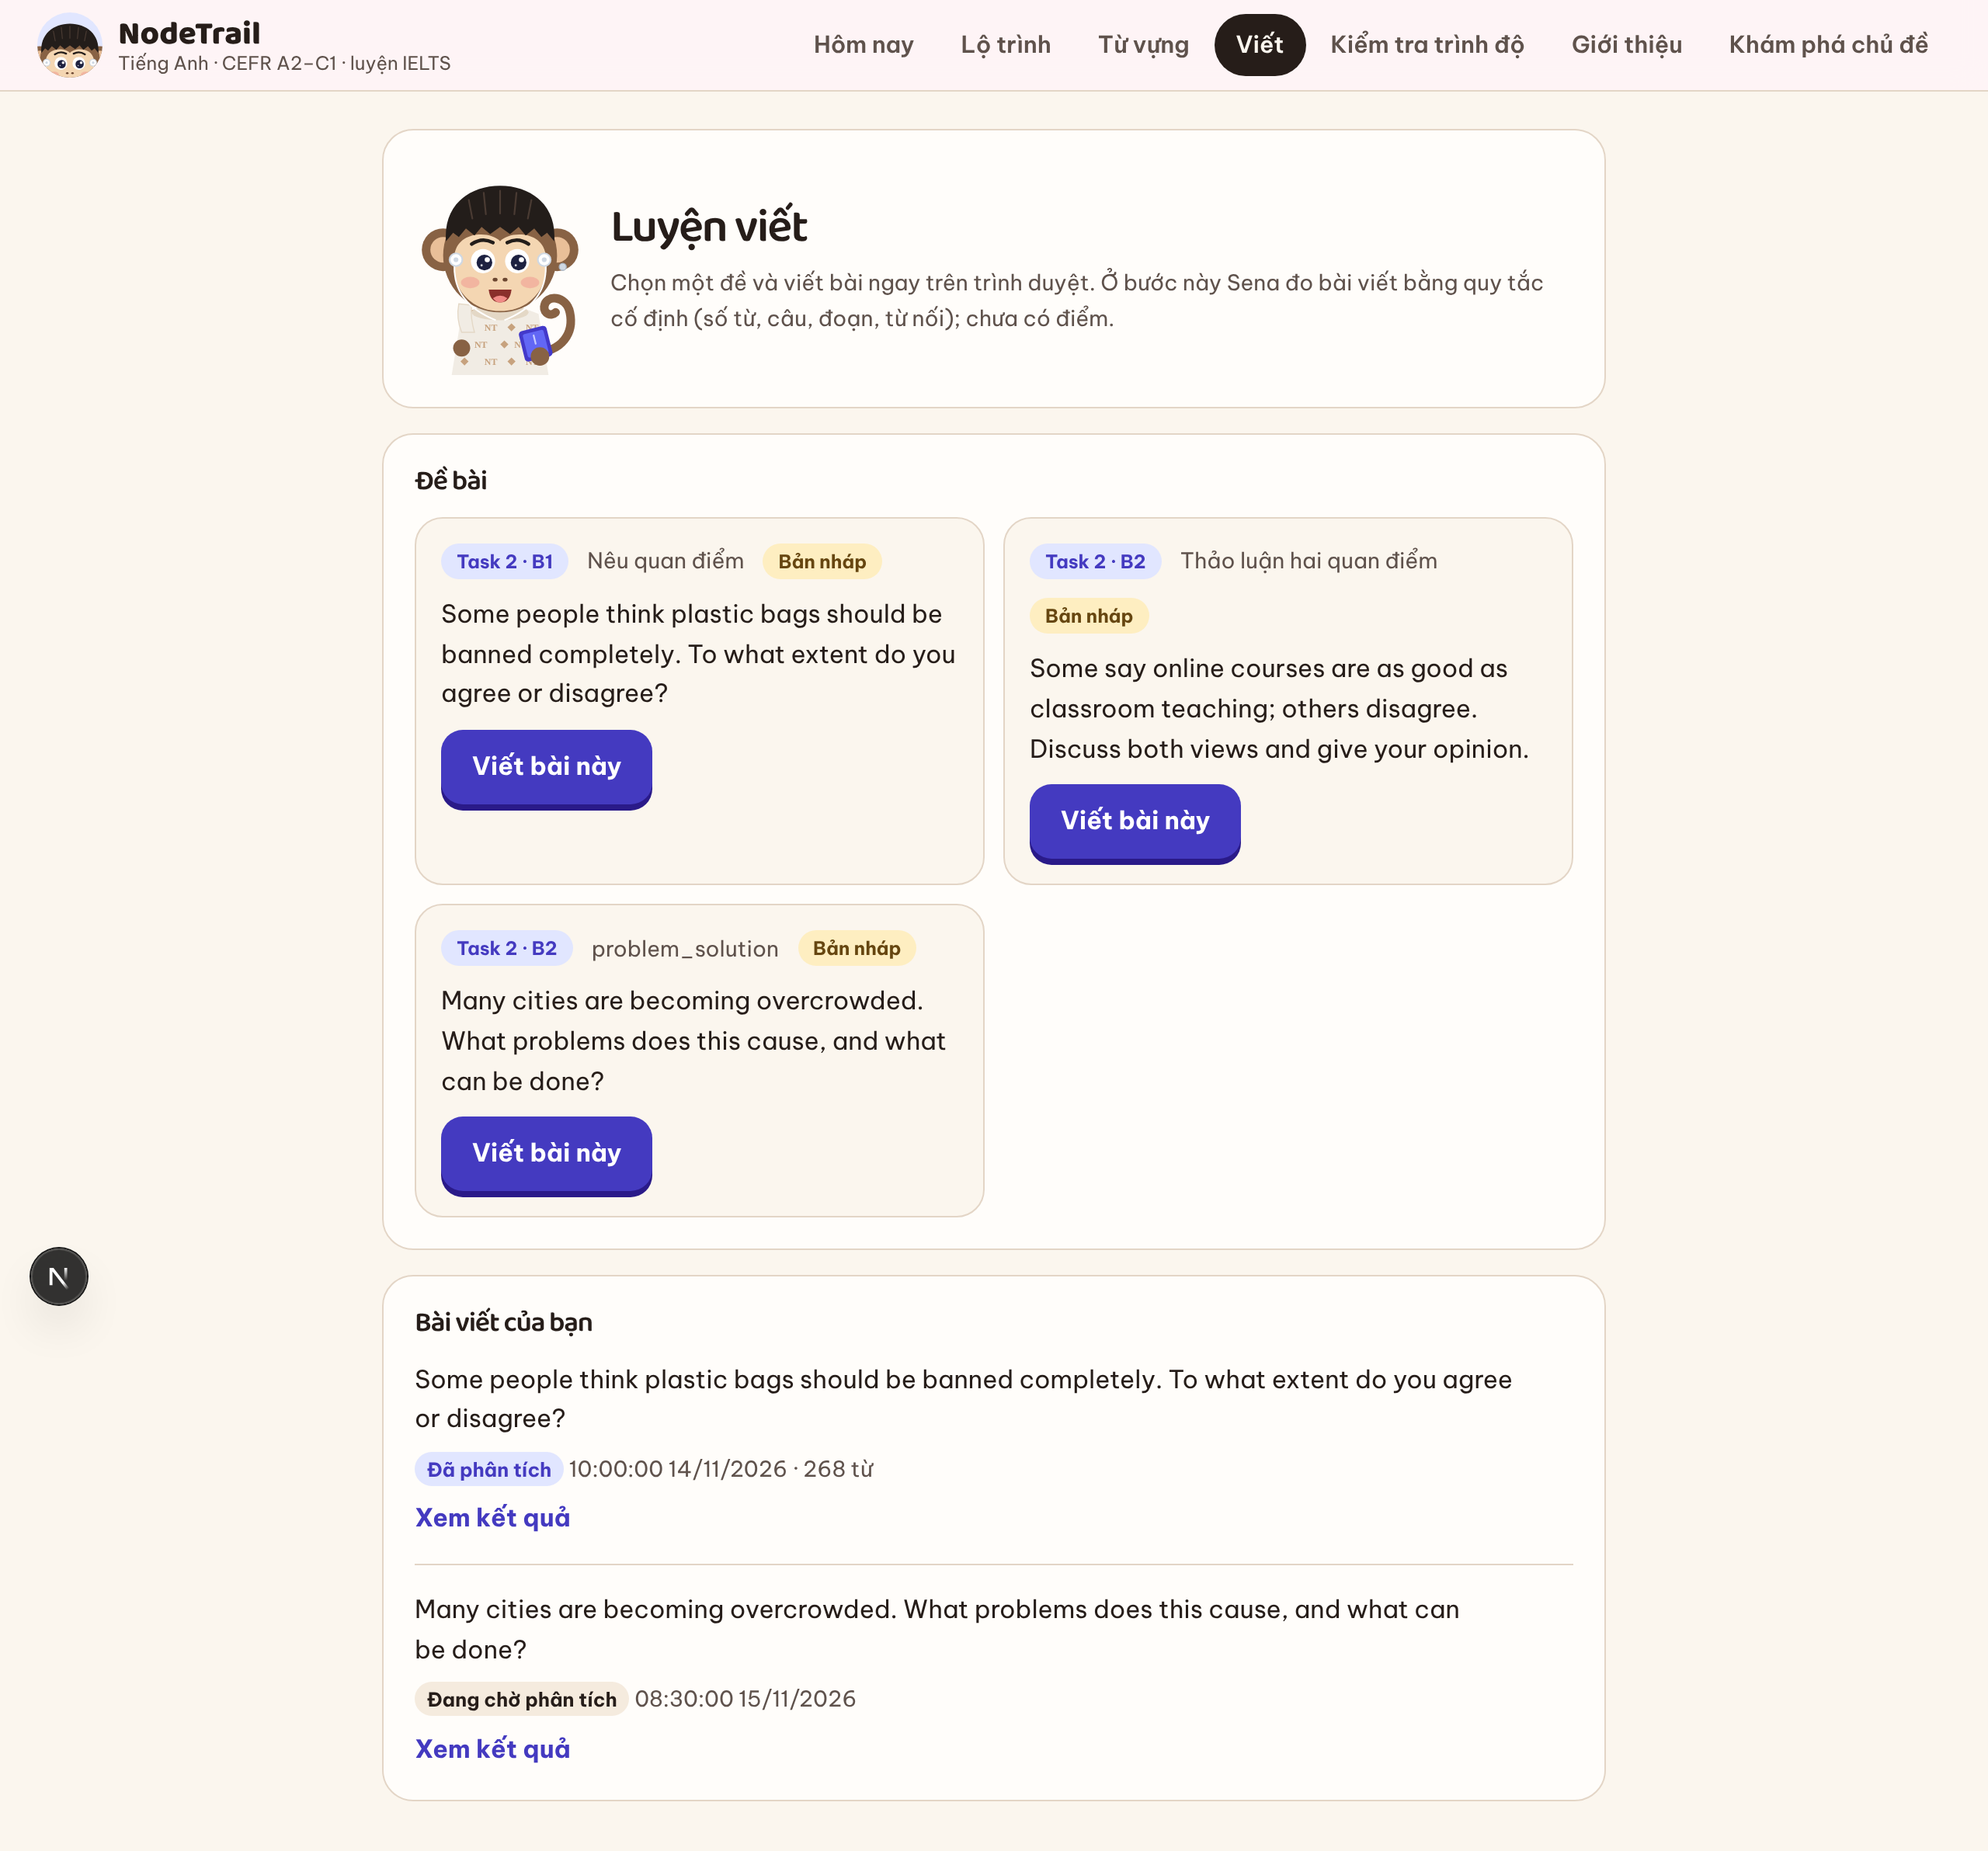 NodeTrail
Tiếng Anh · CEFR A2–C1 · luyện IELTS
Hôm nay
Lộ trình
Từ vựng
Viết
Kiểm tra trình độ
Giới thiệu
Khám phá chủ đề
NT NT
NT N
NT N
Luyện viết
Chọn một đề và viết bài ngay trên trình duyệt. Ở bước này Sena đo bài viết bằng quy tắc
cố định (số từ, câu, đoạn, từ nối); chưa có điểm.
Đề bài
Task 2 · B1 Nêu quan điểm Bản nháp
Some people think plastic bags should be
banned completely. To what extent do you
agree or disagree?
Viết bài này
Task 2 · B2 Thảo luận hai quan điểm
Bản nháp
Some say online courses are as good as
classroom teaching; others disagree.
Discuss both views and give your opinion.
Viết bài này
Task 2 · B2 problem_solution Bản nháp
Many cities are becoming overcrowded.
What problems does this cause, and what
can be done?
Viết bài này
N
Bài viết của bạn
Some people think plastic bags should be banned completely. To what extent do you agree
or disagree?
Đã phân tích 10:00:00 14/11/2026 · 268 từ
Xem kết quả
Many cities are becoming overcrowded. What problems does this cause, and what can
be done?
Đang chờ phân tích 08:30:00 15/11/2026
Xem kết quả